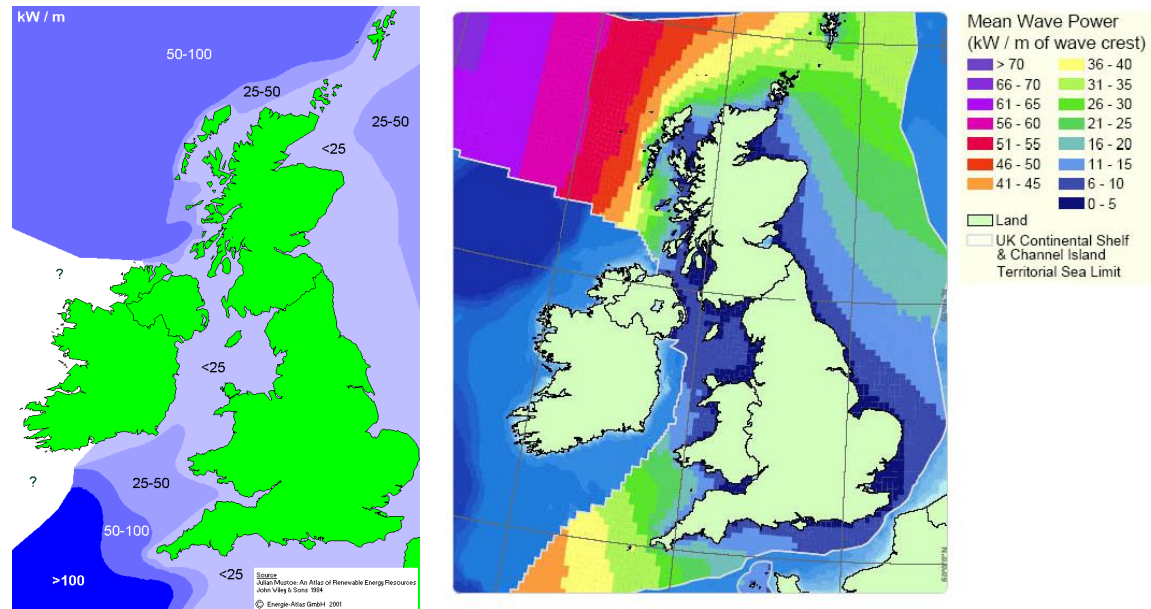 kW / m
50-100
25-50
25-50
<25
?
<25
?
25-50
50-100
>100
<25
Source
Julian Mustoe: An Atlas of Renewable Energy Resources
John Wiley & Sons 1984
© Energie-Atlas GmbH 2001
Mean Wave Power
(kW / m of wave crest)
> 70
66 - 70
61 - 65
56 - 60
51 - 55
46 - 50
41 - 45
36 - 40
31 - 35
26 - 30
21 - 25
16 - 20
11 - 15
6 - 10
0 - 5
Land
UK Continental Shelf
& Channel Island
Territorial Sea Limit